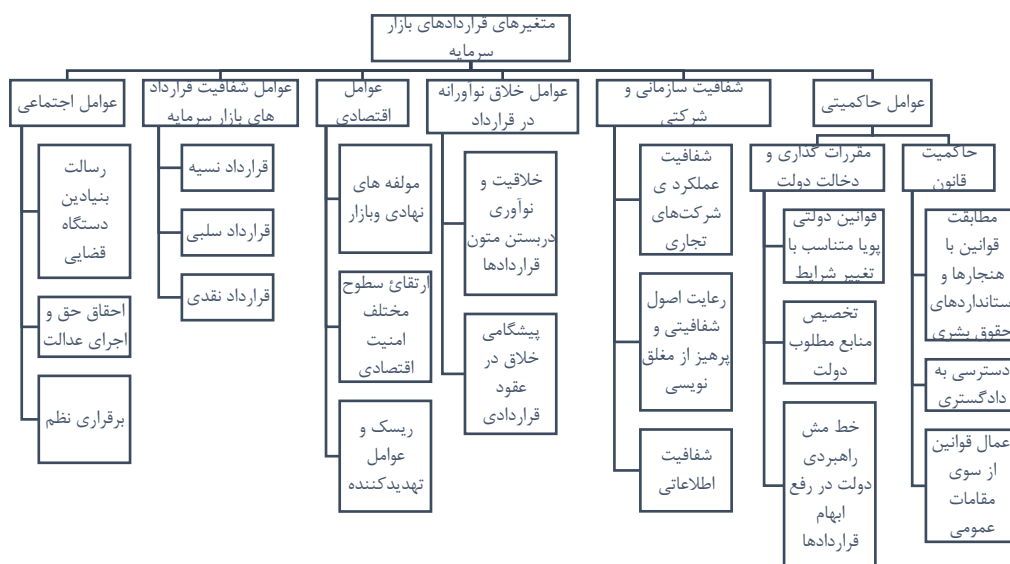 متغیرهای قراردادهای بازار
سرمایه
عوامل حاکمیتی
شفافیت سازمانی و
شرکتی
عوامل خلاق نوآورانه
در قرارداد
عوامل
اقتصادی
عوامل شفافیت قرارداد
های بازار سرمایه
عوامل اجتماعی
حاکمیت
قانون
مطابقت
قوانین با
هنجارها و
ستانداردهای
حقوق بشری
دسترسی به
دادگستری
عمال قوانین
از سوی
مقامات
عمومی
مقررات گذاری و
دخالت دولت
قوانین دولتی
پویا متناسب با
تغییر شرایط
تخصیص
منابع مطلوب
دولت
خط مش
راهبردی
دولت در رفع
ابهام
قراردادها
شفافیت
عملکرد ی
شرکت‌های
تجاری
رعایت اصول
شفافیتی و
پرهیز از مغلق
نویسی
شفافیت
اطلاعاتی
خلاقیت و
نوآوری
دربستن متون
قراردادها
پیشگامی
خلاق در
عقود
قراردادی
مولفه های
نهادی وبازار
ارتقائ سطوح
مختلف
امنیت
اقتصادی
ریسک و
عوامل
تهدیدکننده
قرارداد نسیه
قرارداد سلبی
قرارداد نقدی
رسالت
بنیادین
دستگاه
قضایی
احقاق حق و
اجرای عدالت
برقراری نظم